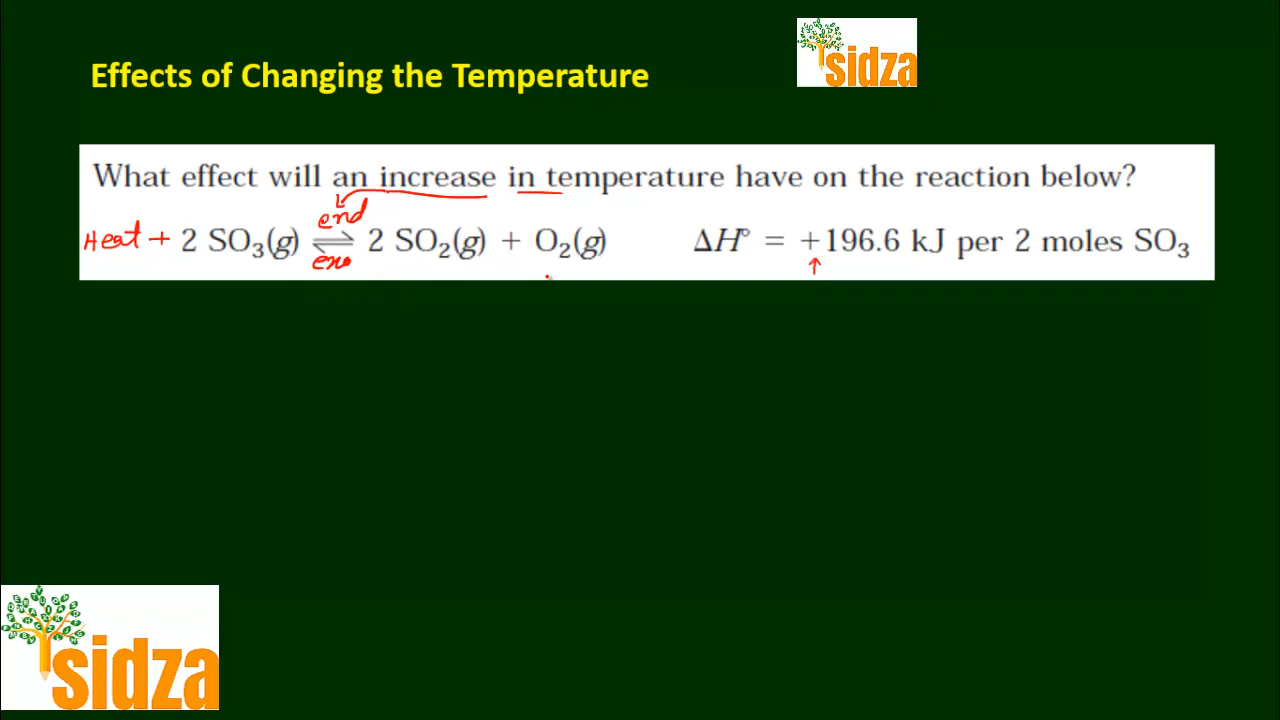 Effects of Changing the Temperature
sidza
What effect will an increase in temperature have on the reaction below?
end
Heat + 2 SO₃(g) ⇌ 2 SO₂(g) + O₂(g) ΔH° = +196.6 kJ per 2 moles SO₃
exo
sidza